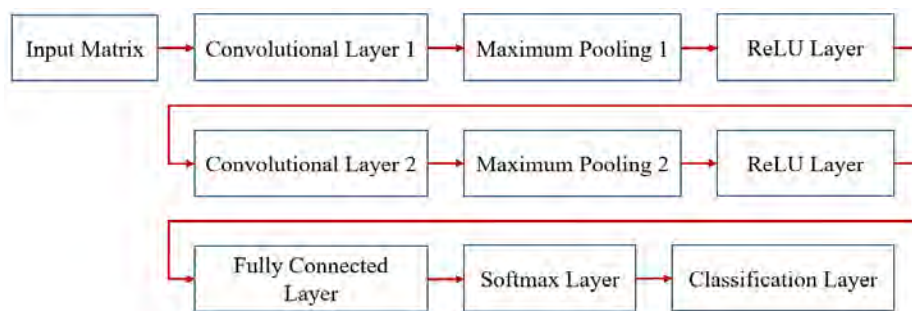 Input Matrix
Convolutional Layer 1
Maximum Pooling 1
ReLU Layer
Convolutional Layer 2
Maximum Pooling 2
ReLU Layer
Fully Connected
Layer
Softmax Layer
Classification Layer